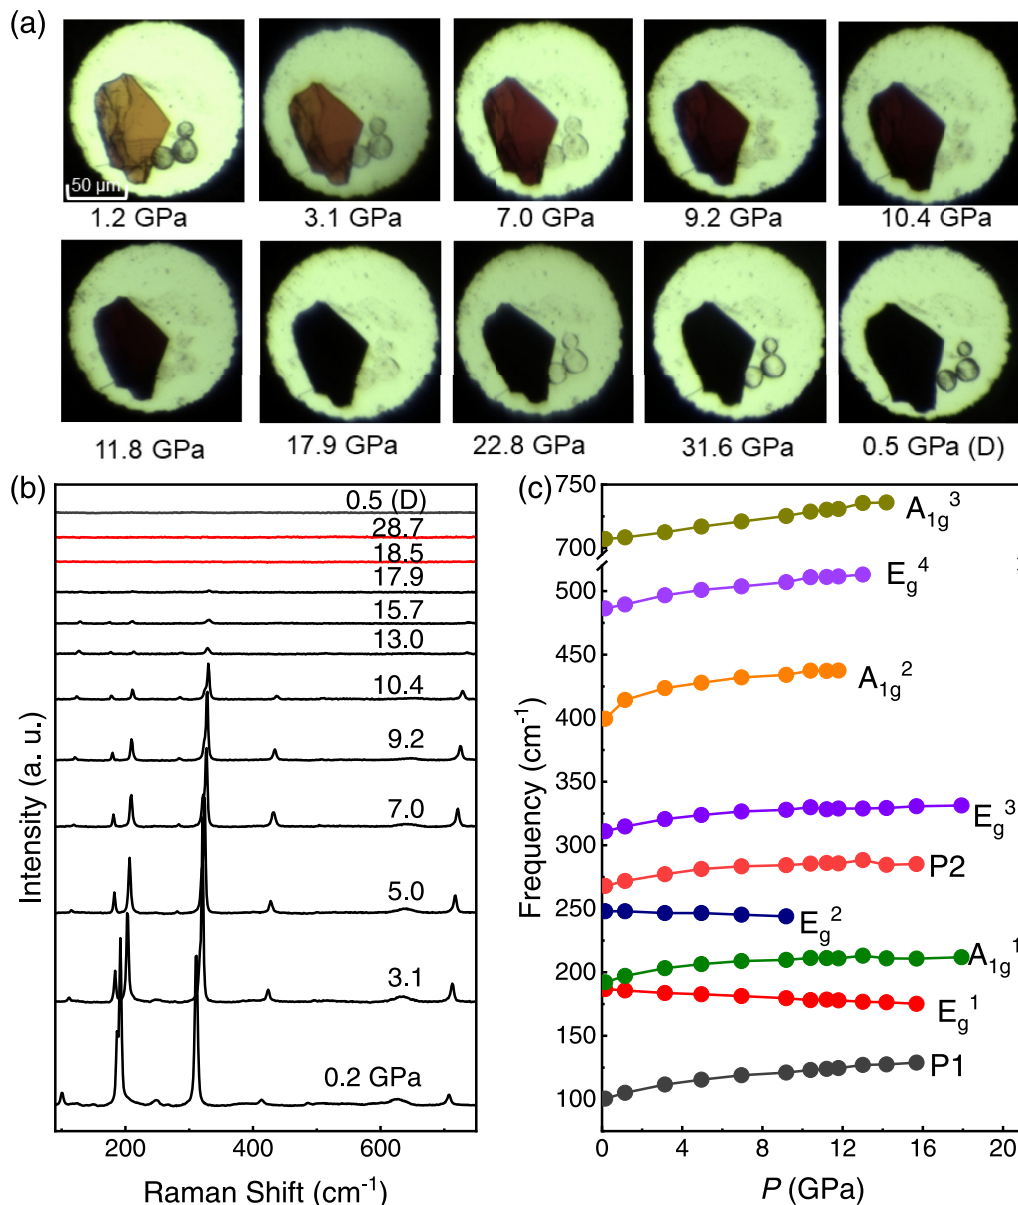 (a)
50 µm
1.2 GPa 3.1 GPa 7.0 GPa 9.2 GPa 10.4 GPa
11.8 GPa 17.9 GPa 22.8 GPa 31.6 GPa 0.5 GPa (D)
(b)
0.5 (D)
28.7
18.5
17.9
15.7
13.0
10.4
9.2
7.0
5.0
3.1
0.2 GPa
Intensity (a. u.)
200 400 600
Raman Shift (cm⁻¹)
(c)
750
700
500
450
400
350
300
250
200
150
100
Frequency (cm⁻¹)
A₁g³
Eg⁴
A₁g²
Eg³
P2
Eg²
A₁g¹
Eg¹
P1
0 4 8 12 16 20
P (GPa)